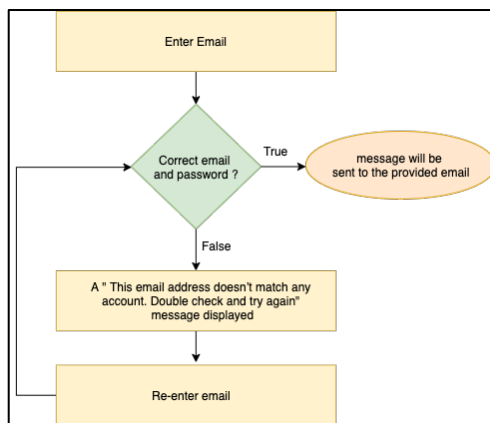 Enter Email
Correct email
and password ?
True
message will be
sent to the provided email
False
A " This email address doesn't match any
account. Double check and try again"
message displayed
Re-enter email